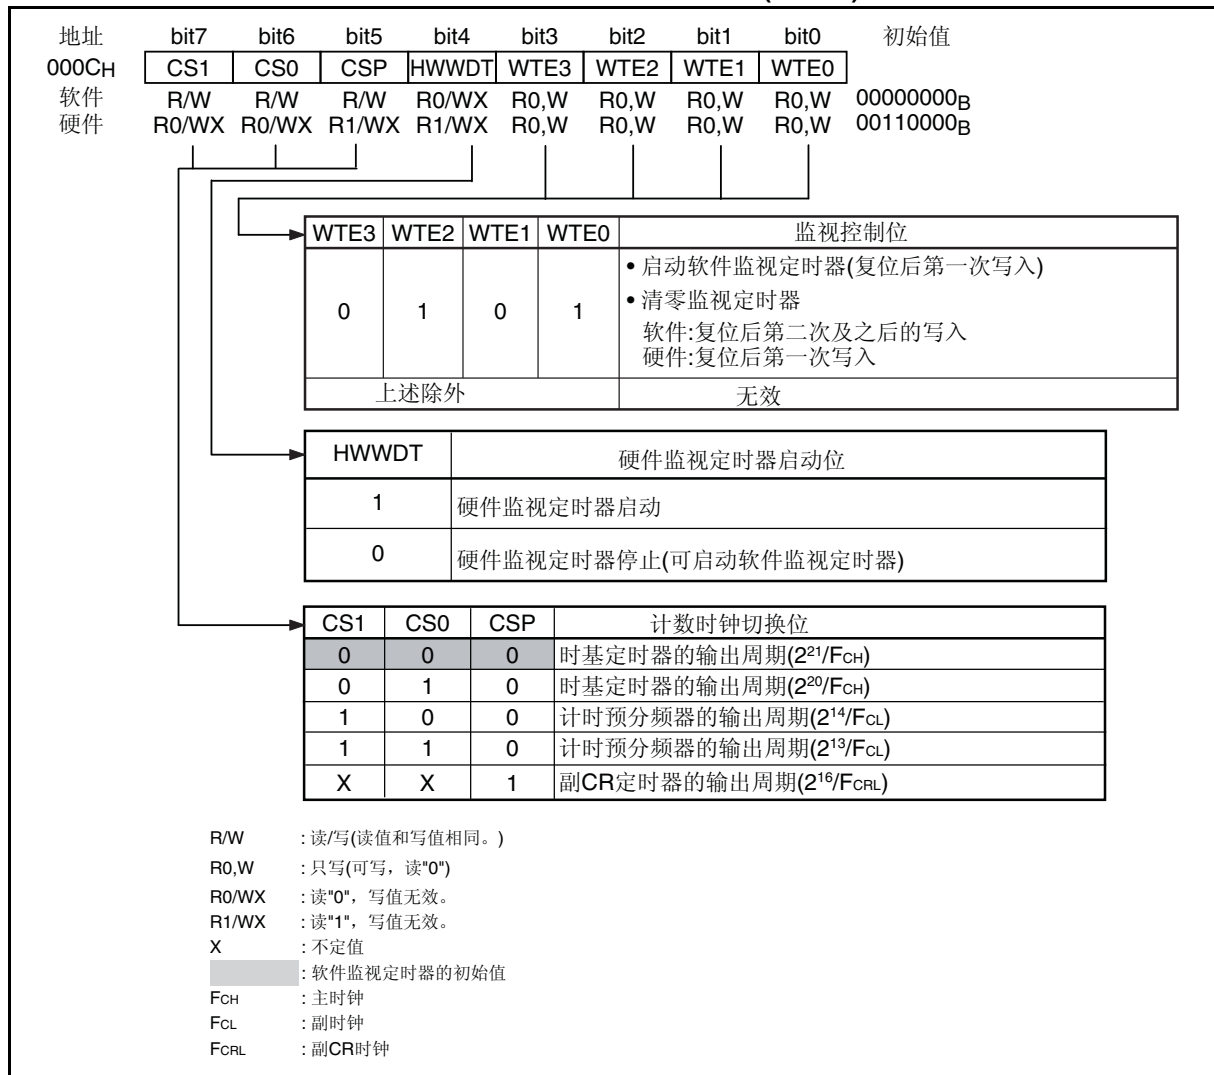 地址 bit7 bit6 bit5 bit4 bit3 bit2 bit1 bit0 初始值
000CH CS1 CS0 CSP HWWDT WTE3 WTE2 WTE1 WTE0
软件 R/W R/W R/W R0/WX R0,W R0,W R0,W R0,W 00000000B
硬件 R0/WX R0/WX R1/WX R1/WX R0,W R0,W R0,W R0,W 00110000B
WTE3 WTE2 WTE1 WTE0 监视控制位
0 1 0 1
• 启动软件监视定时器(复位后第一次写入)
• 清零监视定时器
软件:复位后第二次及之后的写入
硬件:复位后第一次写入
上述除外 无效
HWWDT 硬件监视定时器启动位
1 硬件监视定时器启动
0 硬件监视定时器停止(可启动软件监视定时器)
CS1 CS0 CSP 计数时钟切换位
0 0 0 时基定时器的输出周期(2²¹/FCH)
0 1 0 时基定时器的输出周期(2²⁰/FCH)
1 0 0 计时预分频器的输出周期(2¹⁴/FCL)
1 1 0 计时预分频器的输出周期(2¹³/FCL)
X X 1 副CR定时器的输出周期(2¹⁶/FCRL)
R/W : 读/写(读值和写值相同。)
R0,W : 只写(可写，读"0")
R0/WX : 读"0"，写值无效。
R1/WX : 读"1"，写值无效。
X : 不定值
: 软件监视定时器的初始值
FCH : 主时钟
FCL : 副时钟
FCRL : 副CR时钟